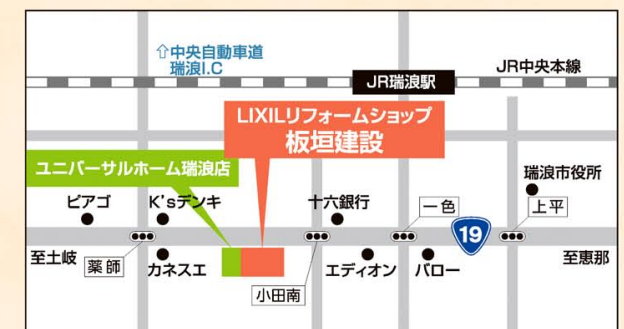 ⇧中央自動車道
瑞浪I.C
JR瑞浪駅
JR中央本線
LIXILリフォームショップ
板垣建設
ユニバーサルホーム瑞浪店
瑞浪市役所
ピアゴ
K'sデンキ
十六銀行
一色
上平
19
至土岐
薬師
カネスエ
小田南
エディオン
バロー
至恵那